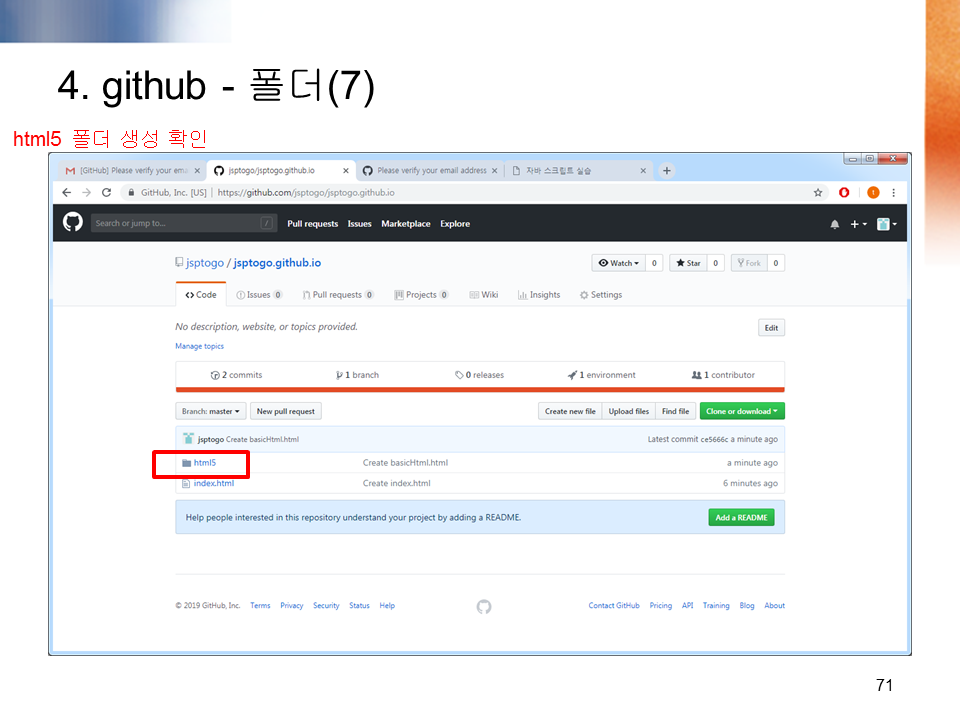 4. github - 폴더(7)
html5 폴더 생성 확인
[GitHub] Please verify your ema
jsptogo/jsptogo.github.io
Please verify your email address
자바 스크립트 실습
GitHub, Inc. [US] | https://github.com/jsptogo/jsptogo.github.io
Search or jump to... /
Pull requests Issues Marketplace Explore
jsptogo / jsptogo.github.io
Watch 0 Star 0 Fork 0
Code Issues 0 Pull requests 0 Projects 0 Wiki Insights Settings
No description, website, or topics provided.
Edit
Manage topics
2 commits 1 branch 0 releases 1 environment 1 contributor
Branch: master New pull request Create new file Upload files Find file Clone or download
jsptogo Create basicHtml.html Latest commit ce5666c a minute ago
html5 Create basicHtml.html a minute ago
index.html Create index.html 6 minutes ago
Help people interested in this repository understand your project by adding a README. Add a README
© 2019 GitHub, Inc. Terms Privacy Security Status Help Contact GitHub Pricing API Training Blog About
71